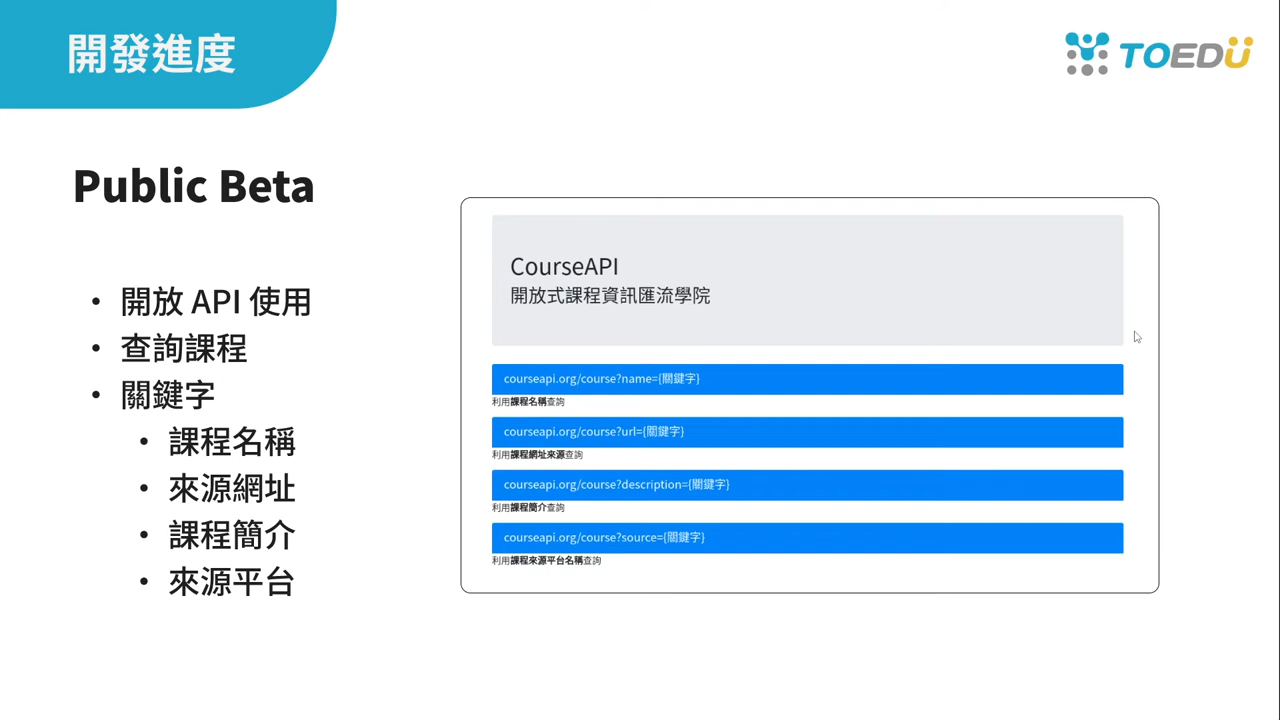 開發進度
TOEDU
Public Beta
• 開放 API 使用
• 查詢課程
• 關鍵字
• 課程名稱
• 來源網址
• 課程簡介
• 來源平台
CourseAPI
開放式課程資訊匯流學院
courseapi.org/course?name={關鍵字}
利用課程名稱查詢
courseapi.org/course?url={關鍵字}
利用課程網址來源查詢
courseapi.org/course?description={關鍵字}
利用課程簡介查詢
courseapi.org/course?source={關鍵字}
利用課程來源平台名稱查詢